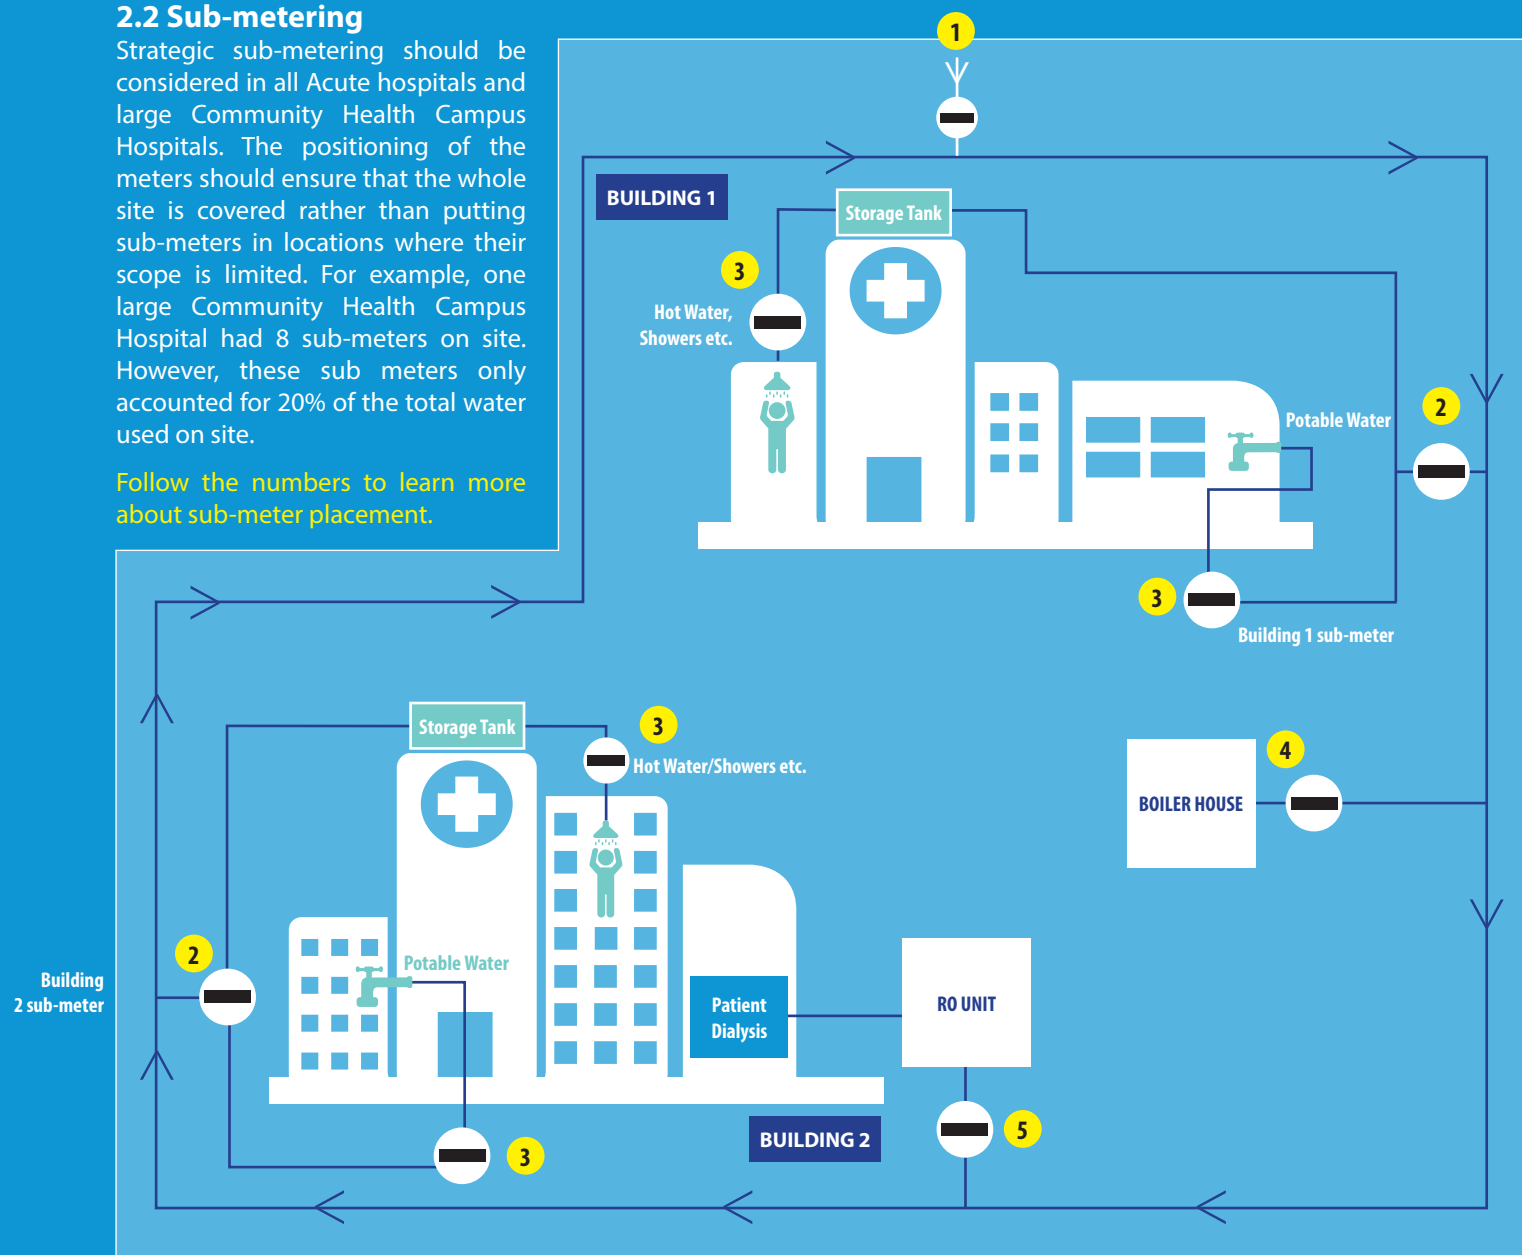 2.2 Sub-metering
Strategic sub-metering should be
considered in all Acute hospitals and
large Community Health Campus
Hospitals. The positioning of the
meters should ensure that the whole
site is covered rather than putting
sub-meters in locations where their
scope is limited. For example, one
large Community Health Campus
Hospital had 8 sub-meters on site.
However, these sub meters only
accounted for 20% of the total water
used on site.
Follow the numbers to learn more
about sub-meter placement.
1
BUILDING 1
Storage Tank
3
Hot Water,
Showers etc.
2
Potable Water
3
Building 1 sub-meter
Storage Tank
3
Hot Water/Showers etc.
4
BOILER HOUSE
2
Building
2 sub-meter
Potable Water
Patient
Dialysis
RO UNIT
5
BUILDING 2
3